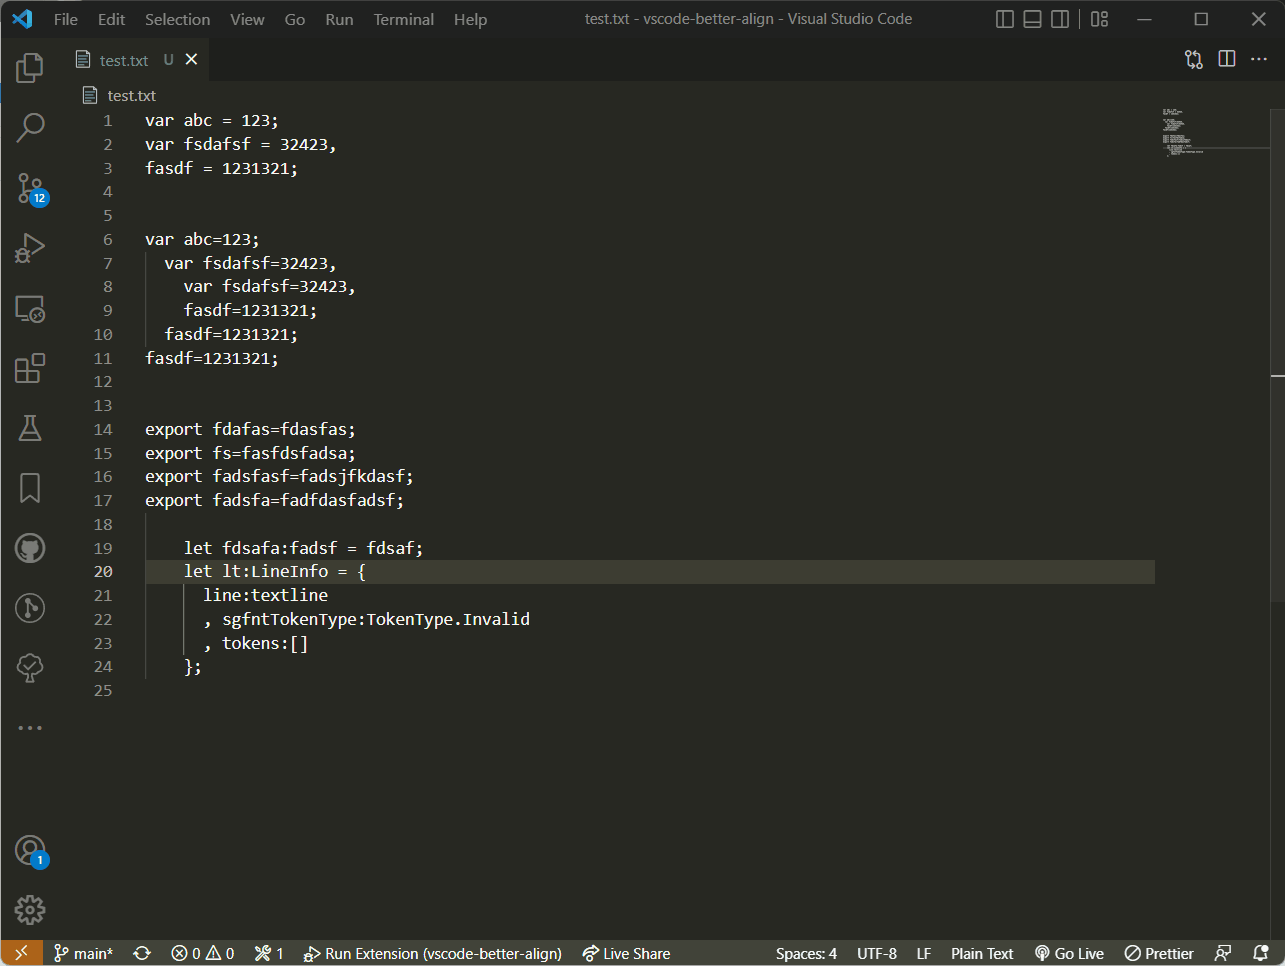 File Edit Selection View Go Run Terminal Help test.txt - vscode-better-align - Visual Studio Code
test.txt U
test.txt
1 var abc = 123;
2 var fsdafsf = 32423,
3 fasdf = 1231321;
4
5
6 var abc=123;
7   var fsdafsf=32423,
8     var fsdafsf=32423,
9     fasdf=1231321;
10   fasdf=1231321;
11 fasdf=1231321;
12
13
14 export fdafas=fdasfas;
15 export fs=fasfdsfadsa;
16 export fadsfasf=fadsjfkdasf;
17 export fadsfa=fadfdasfadsf;
18
19     let fdsafa:fadsf = fdsaf;
20     let lt:LineInfo = {
21       line:textline
22       , sgfntTokenType:TokenType.Invalid
23       , tokens:[]
24     };
25
12
1
main* 0 0 1 Run Extension (vscode-better-align) Live Share Spaces: 4 UTF-8 LF Plain Text Go Live Prettier